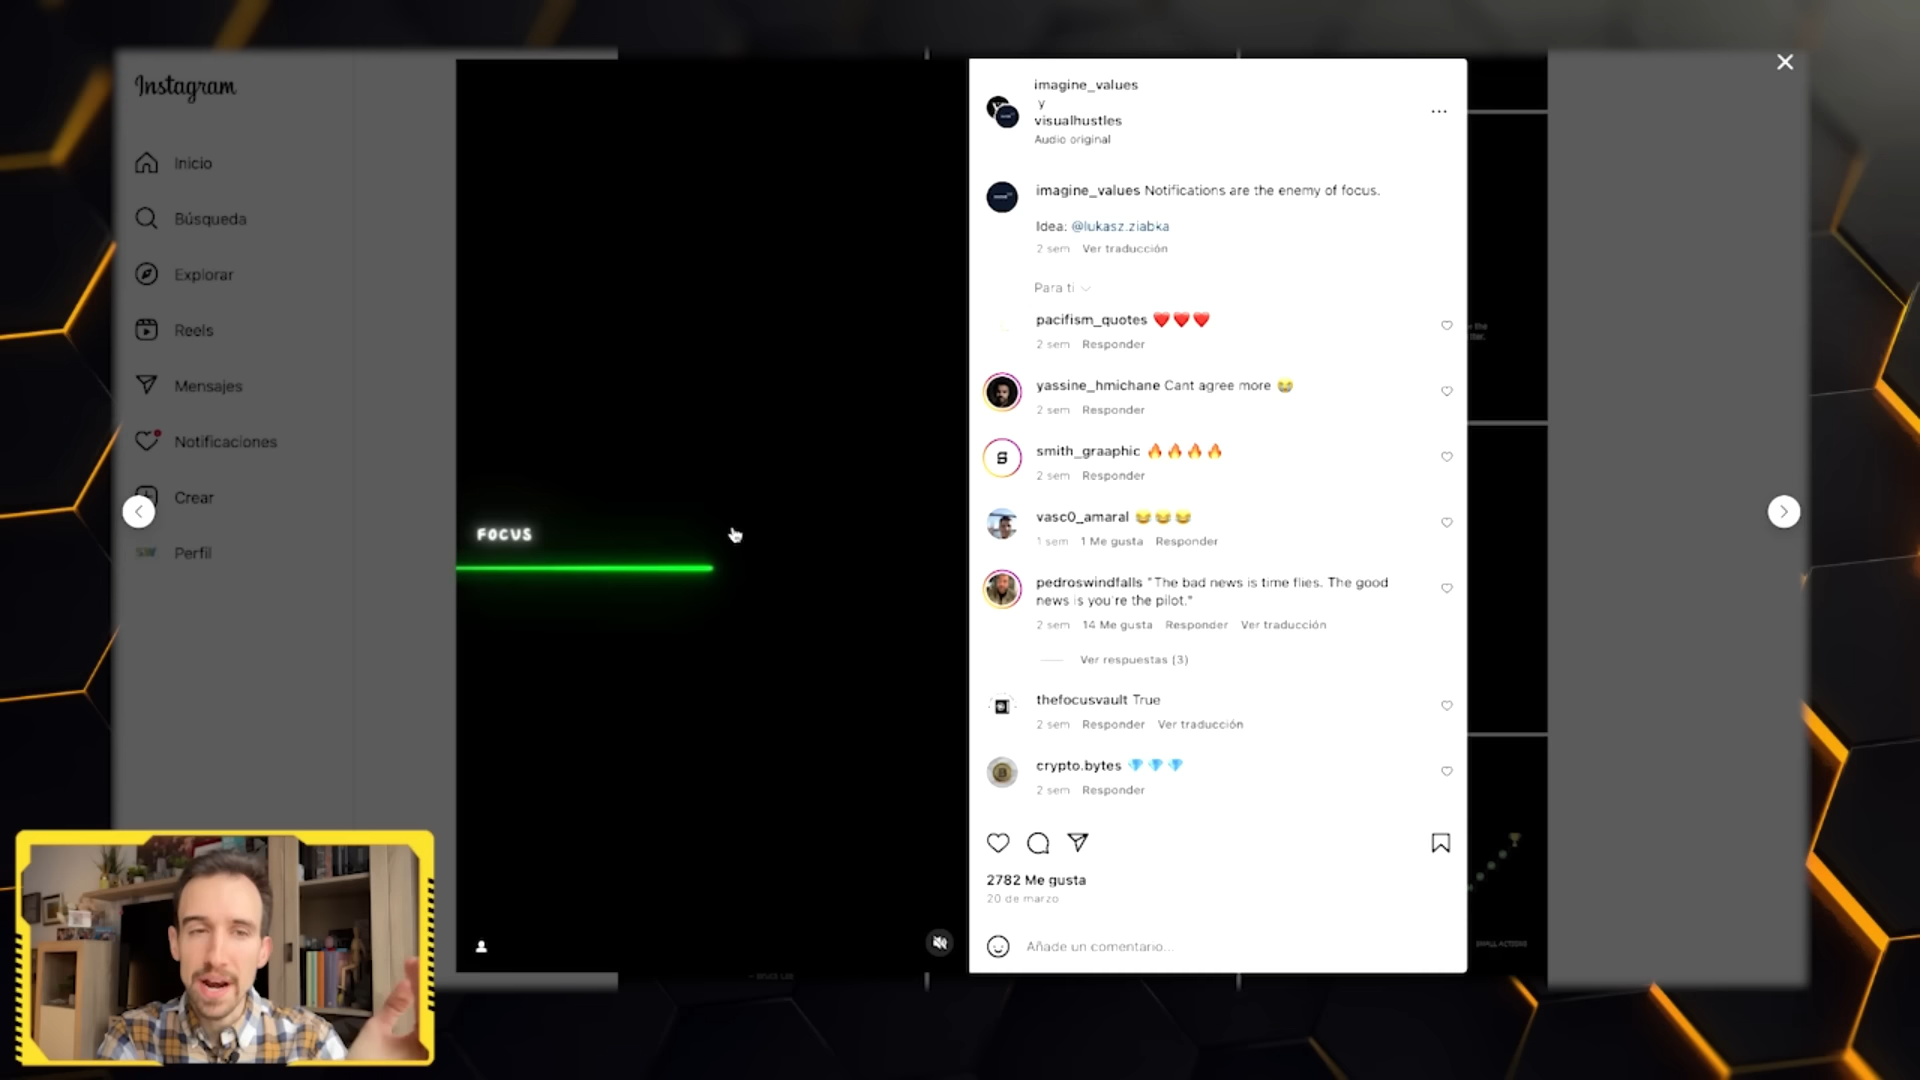 Instagram
Inicio
Búsqueda
Explorar
Reels
Mensajes
Notificaciones
Crear
Perfil
FOCUS
imagine_values
y
visualhustles
Audio original
imagine_values Notifications are the enemy of focus.
Idea: @lukasz.ziabka
2 sem Ver traducción
Para ti
pacifism_quotes ❤️❤️❤️
2 sem Responder
yassine_hmichane Cant agree more 😂
2 sem Responder
smith_graaphic 🔥🔥🔥🔥
2 sem Responder
vasc0_amaral 😂😂😂
1 sem 1 Me gusta Responder
pedroswindfalls "The bad news is time flies. The good
news is you're the pilot."
2 sem 14 Me gusta Responder Ver traducción
Ver respuestas (3)
thefocusvault True
2 sem Responder Ver traducción
crypto.bytes 💎💎💎
2 sem Responder
2782 Me gusta
20 de marzo
Añade un comentario...
SMALL ACTIONS